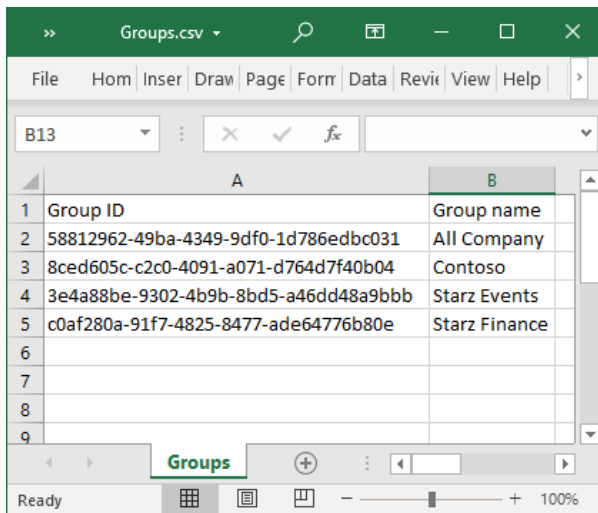 » Groups.csv
File Hom Inser Draw Page Form Data Revie View Help >
B13 fx
A B
1 Group ID Group name
2 58812962-49ba-4349-9df0-1d786edbc031 All Company
3 8ced605c-c2c0-4091-a071-d764d7f40b04 Contoso
4 3e4a88be-9302-4b9b-8bd5-a46dd48a9bbb Starz Events
5 c0af280a-91f7-4825-8477-ade64776b80e Starz Finance
6
7
8
9
Groups
Ready 100%